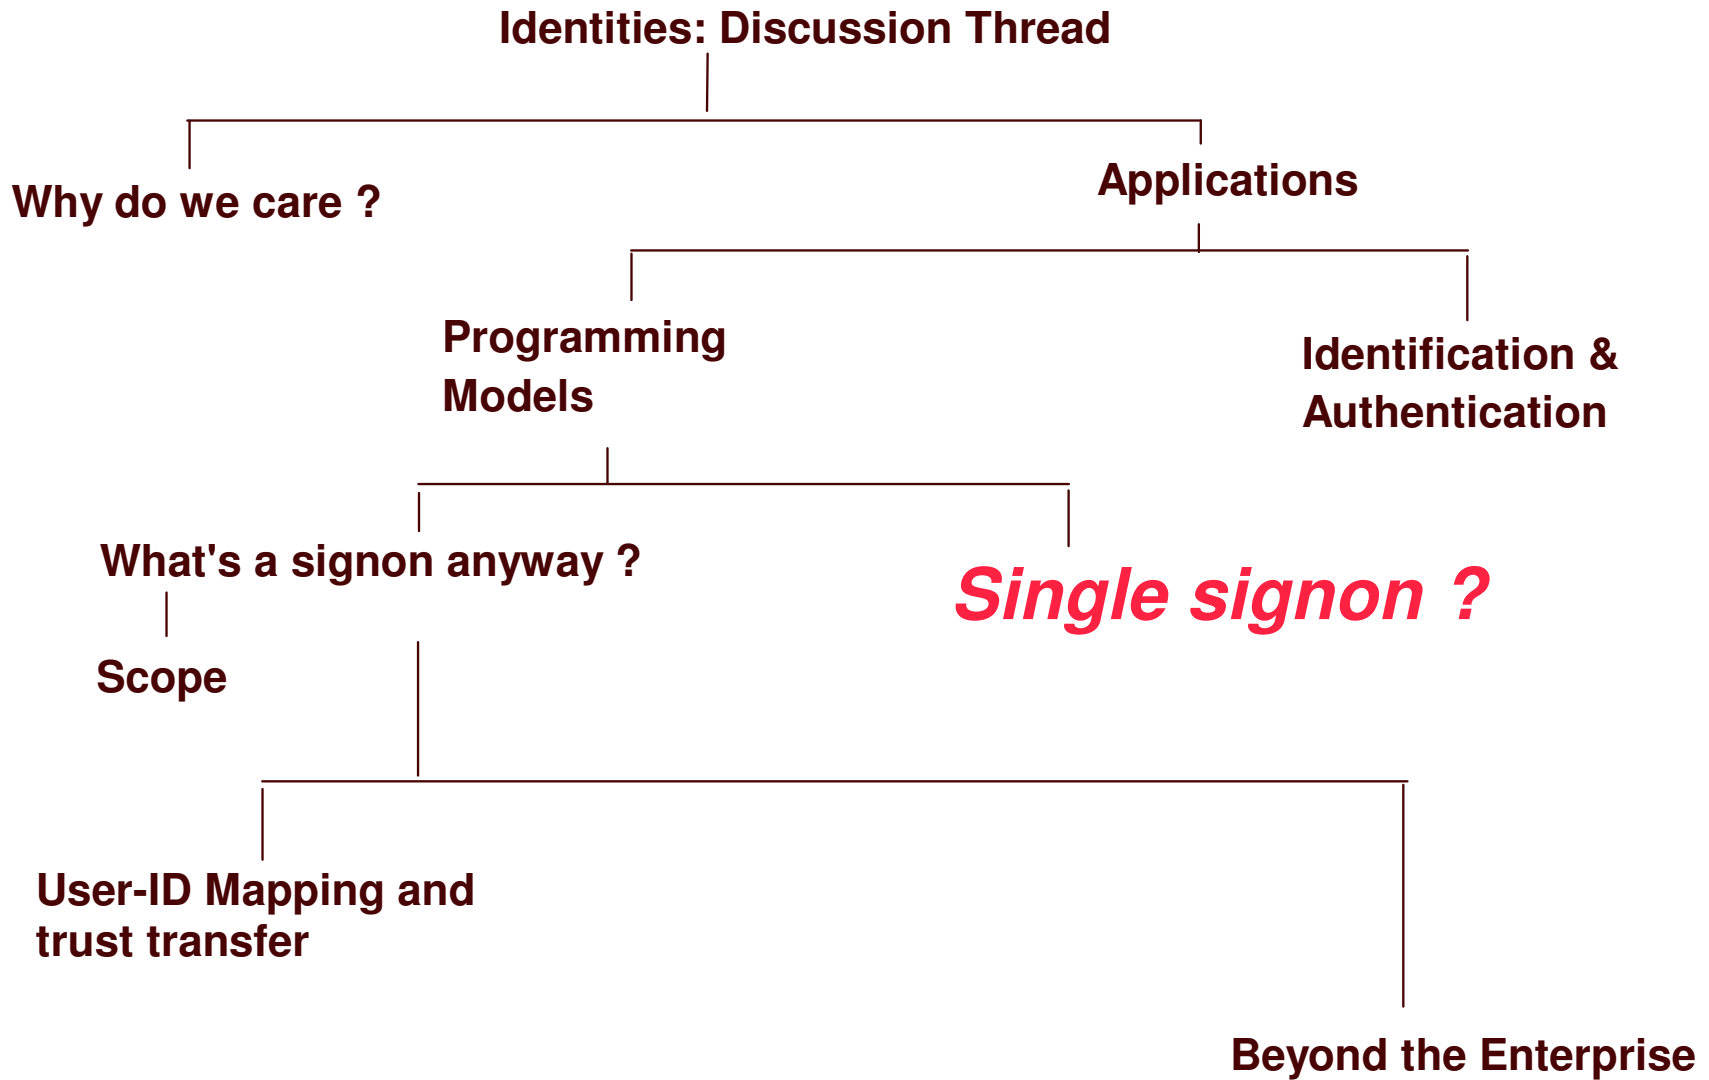 Identities: Discussion Thread
Why do we care ?
Applications
Programming
Models
Identification &
Authentication
What's a signon anyway ?
Single signon ?
Scope
User-ID Mapping and
trust transfer
Beyond the Enterprise